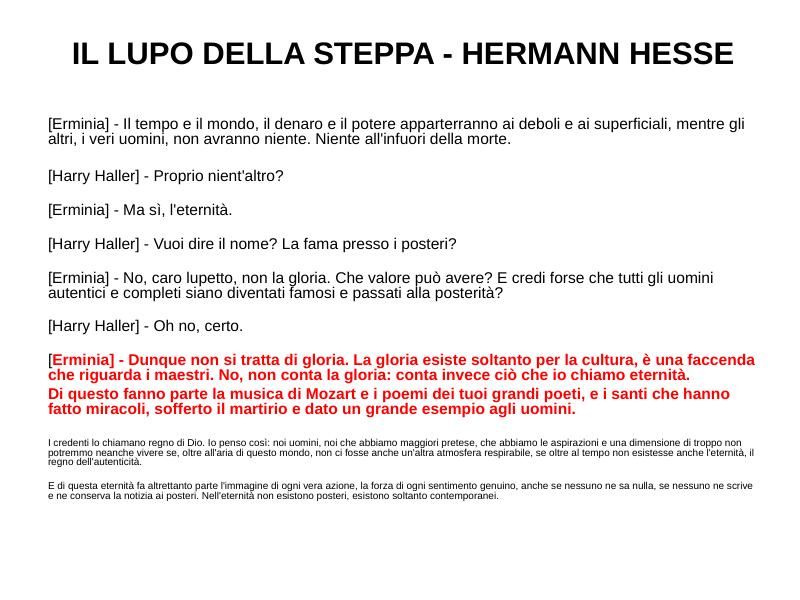 IL LUPO DELLA STEPPA - HERMANN HESSE
[Erminia] - Il tempo e il mondo, il denaro e il potere apparterranno ai deboli e ai superficiali, mentre gli
altri, i veri uomini, non avranno niente. Niente all'infuori della morte.
[Harry Haller] - Proprio nient'altro?
[Erminia] - Ma sì, l'eternità.
[Harry Haller] - Vuoi dire il nome? La fama presso i posteri?
[Erminia] - No, caro lupetto, non la gloria. Che valore può avere? E credi forse che tutti gli uomini
autentici e completi siano diventati famosi e passati alla posterità?
[Harry Haller] - Oh no, certo.
[Erminia] - Dunque non si tratta di gloria. La gloria esiste soltanto per la cultura, è una faccenda
che riguarda i maestri. No, non conta la gloria: conta invece ciò che io chiamo eternità.
Di questo fanno parte la musica di Mozart e i poemi dei tuoi grandi poeti, e i santi che hanno
fatto miracoli, sofferto il martirio e dato un grande esempio agli uomini.
I credenti lo chiamano regno di Dio. Io penso così: noi uomini, noi che abbiamo maggiori pretese, che abbiamo le aspirazioni e una dimensione di troppo non
potremmo neanche vivere se, oltre all'aria di questo mondo, non ci fosse anche un'altra atmosfera respirabile, se oltre al tempo non esistesse anche l'eternità, il
regno dell'autenticità.
E di questa eternità fa altrettanto parte l'immagine di ogni vera azione, la forza di ogni sentimento genuino, anche se nessuno ne sa nulla, se nessuno ne scrive
e ne conserva la notizia ai posteri. Nell'eternità non esistono posteri, esistono soltanto contemporanei.